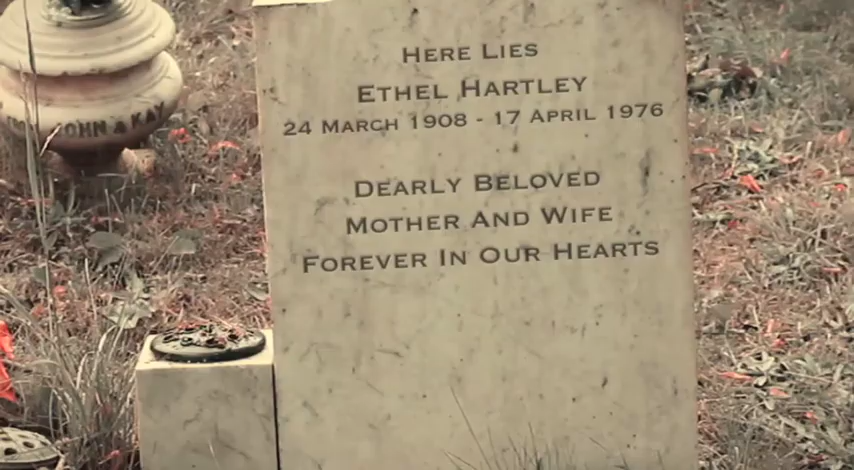 JOHN & KAY
HERE LIES
ETHEL HARTLEY
24 MARCH 1908 - 17 APRIL 1976
DEARLY BELOVED
MOTHER AND WIFE
FOREVER IN OUR HEARTS